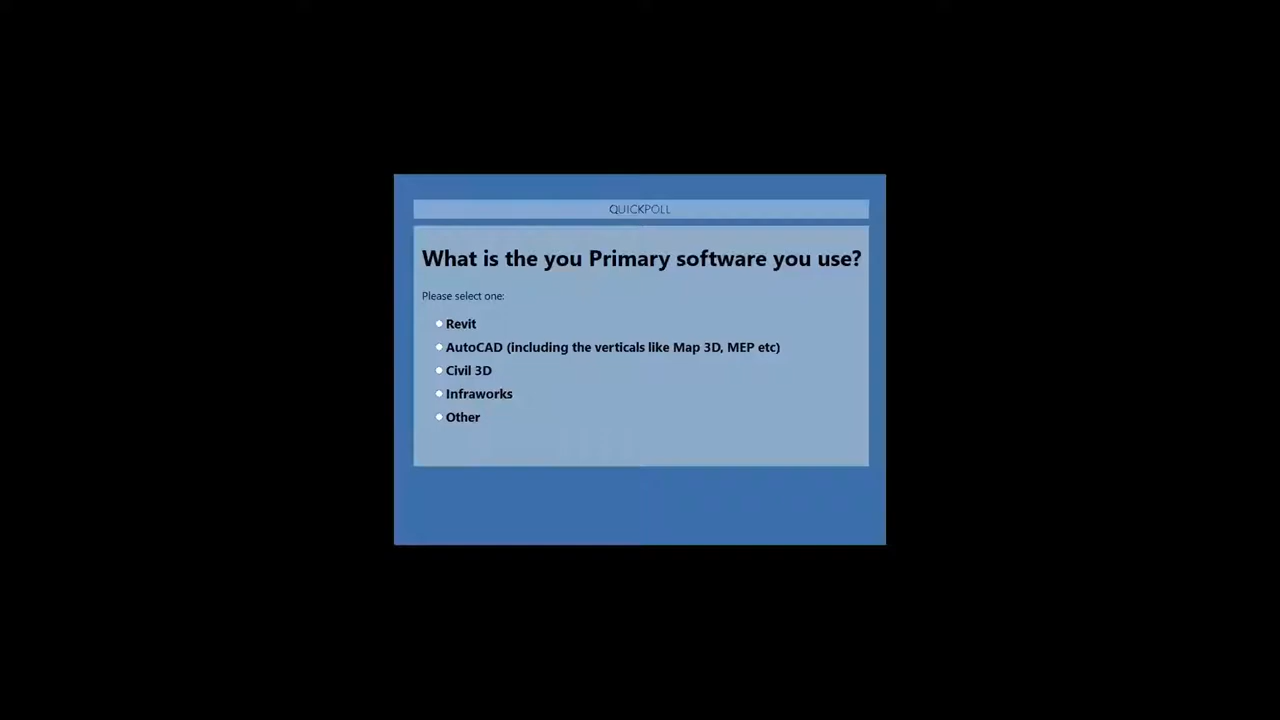 QUICKPOLL
What is the you Primary software you use?
Please select one:
Revit
AutoCAD (including the verticals like Map 3D, MEP etc)
Civil 3D
Infraworks
Other